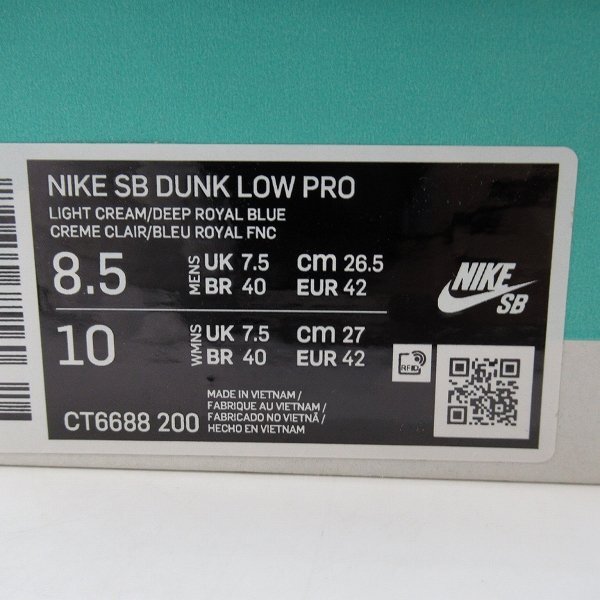 NIKE SB DUNK LOW PRO
LIGHT CREAM/DEEP ROYAL BLUE
CREME CLAIR/BLEU ROYAL FNC
8.5 MENS UK 7.5 cm 26.5
BR 40 EUR 42
10 WMNS UK 7.5 cm 27
BR 40 EUR 42
NIKE
SB
RFID
CT6688 200
MADE IN VIETNAM /
FABRIQUE AU VIETNAM /
FABRICADO NO VIETNÃ /
HECHO EN VIETNAM